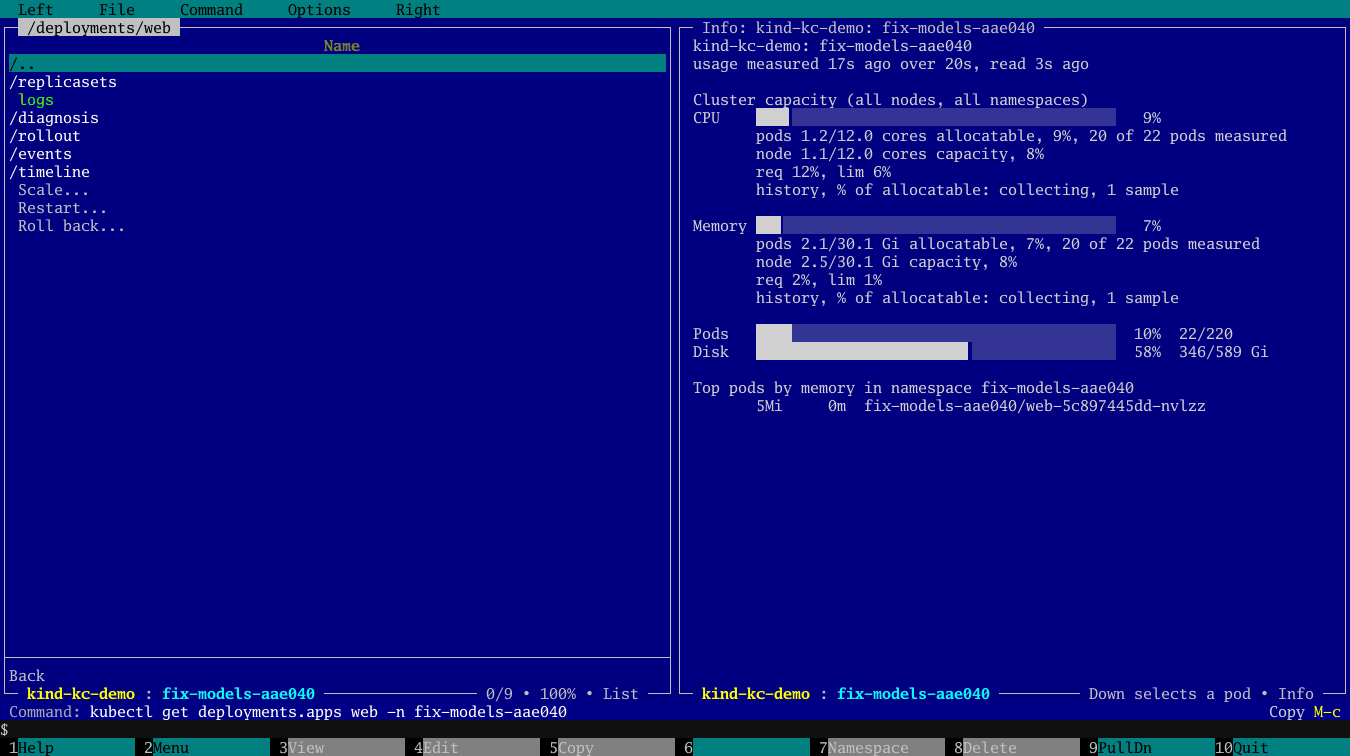 Left File Command Options Right
/deployments/web
Name
/..
/replicasets
logs
/diagnosis
/rollout
/events
/timeline
Scale...
Restart...
Roll back...
Back
kind-kc-demo : fix-models-aae040 0/9 • 100% • List
Info: kind-kc-demo: fix-models-aae040
kind-kc-demo: fix-models-aae040
usage measured 17s ago over 20s, read 3s ago
Cluster capacity (all nodes, all namespaces)
CPU 9%
pods 1.2/12.0 cores allocatable, 9%, 20 of 22 pods measured
node 1.1/12.0 cores capacity, 8%
req 12%, lim 6%
history, % of allocatable: collecting, 1 sample
Memory 7%
pods 2.1/30.1 Gi allocatable, 7%, 20 of 22 pods measured
node 2.5/30.1 Gi capacity, 8%
req 2%, lim 1%
history, % of allocatable: collecting, 1 sample
Pods 10% 22/220
Disk 58% 346/589 Gi
Top pods by memory in namespace fix-models-aae040
5Mi 0m fix-models-aae040/web-5c897445dd-nvlzz
kind-kc-demo : fix-models-aae040 Down selects a pod • Info
Command: kubectl get deployments.apps web -n fix-models-aae040 Copy M-c
$
1Help 2Menu 3View 4Edit 5Copy 6 7Namespace 8Delete 9PullDn 10Quit